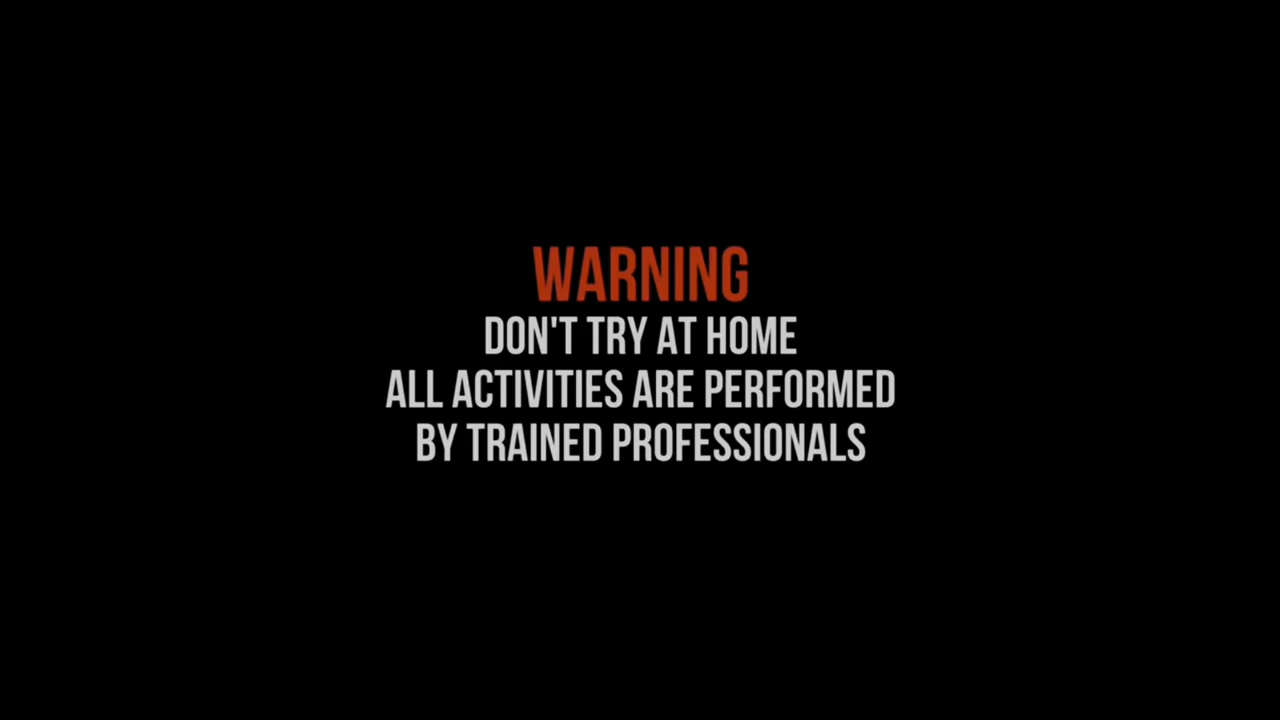 WARNING
DON'T TRY AT HOME
ALL ACTIVITIES ARE PERFORMED
BY TRAINED PROFESSIONALS